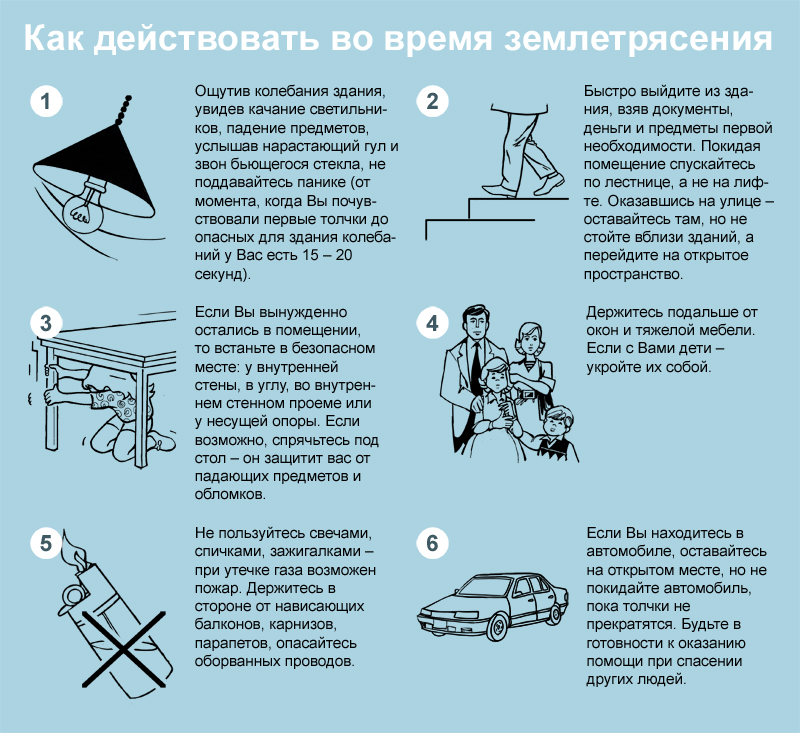 Как действовать во время землетрясения
1
Ощутив колебания здания,
увидев качание светильни-
ков, падение предметов,
услышав нарастающий гул и
звон бьющегося стекла, не
поддавайтесь панике (от
момента, когда Вы почув-
ствовали первые толчки до
опасных для здания колеба-
ний у Вас есть 15 – 20
секунд).
2
Быстро выйдите из зда-
ния, взяв документы,
деньги и предметы первой
необходимости. Покидая
помещение спускайтесь
по лестнице, а не на лиф-
те. Оказавшись на улице –
оставайтесь там, но не
стойте вблизи зданий, а
перейдите на открытое
пространство.
3
Если Вы вынужденно
остались в помещении,
то встаньте в безопасном
месте: у внутренней
стены, в углу, во внутрен-
нем стенном проеме или
у несущей опоры. Если
возможно, спрячьтесь под
стол – он защитит вас от
падающих предметов и
обломков.
4
Держитесь подальше от
окон и тяжелой мебели.
Если с Вами дети –
укройте их собой.
5
Не пользуйтесь свечами,
спичками, зажигалками –
при утечке газа возможен
пожар. Держитесь в
стороне от нависающих
балконов, карнизов,
парапетов, опасайтесь
оборванных проводов.
6
Если Вы находитесь в
автомобиле, оставайтесь
на открытом месте, но не
покидайте автомобиль,
пока толчки не
прекратятся. Будьте в
готовности к оказанию
помощи при спасении
других людей.